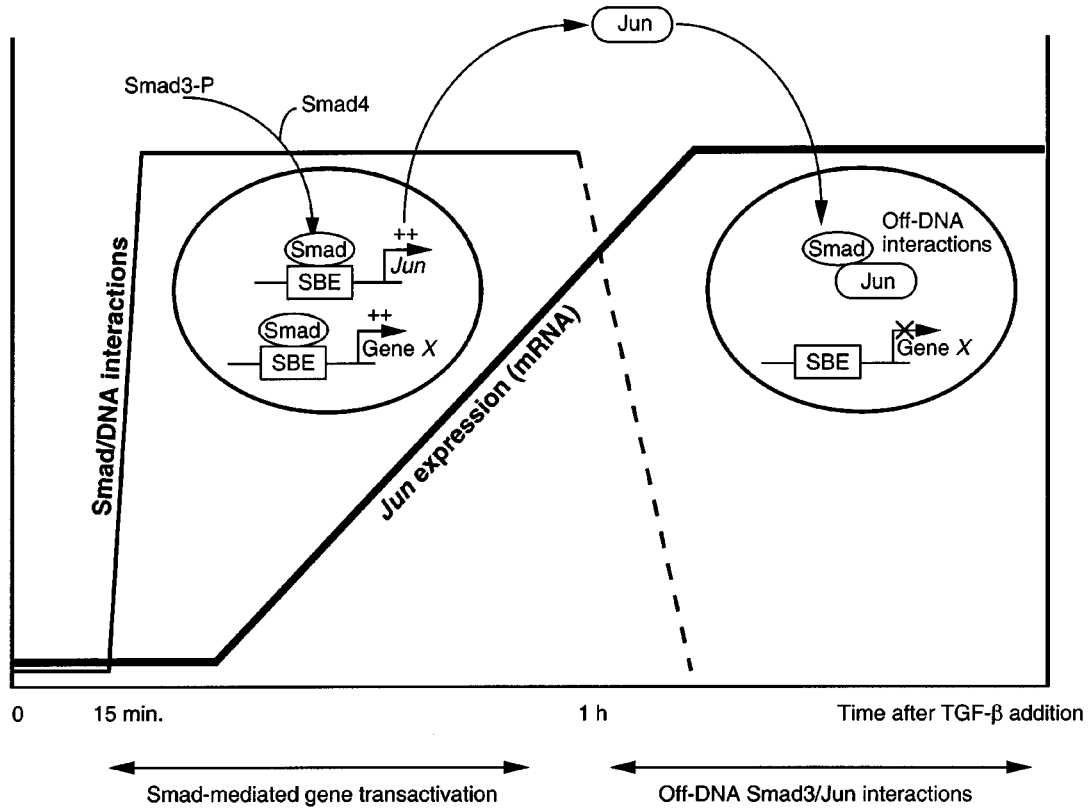 Jun
Smad3-P
Smad4
Smad
SBE
++
Jun
Smad
SBE
++
Gene X
Off-DNA
interactions
Smad
Jun
SBE
Gene X
Smad/DNA interactions
Jun expression (mRNA)
0
15 min.
1 h
Time after TGF-β addition
Smad-mediated gene transactivation
Off-DNA Smad3/Jun interactions